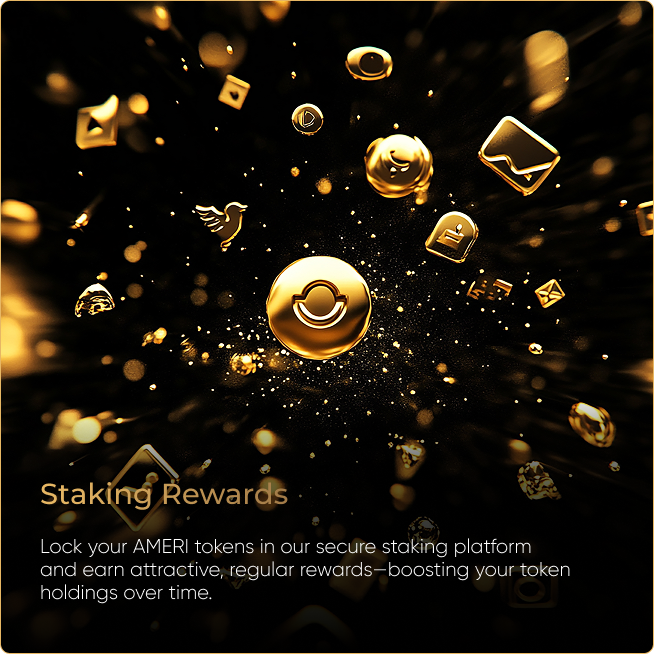 Staking Rewards
Lock your AMERI tokens in our secure staking platform
and earn attractive, regular rewards—boosting your token
holdings over time.